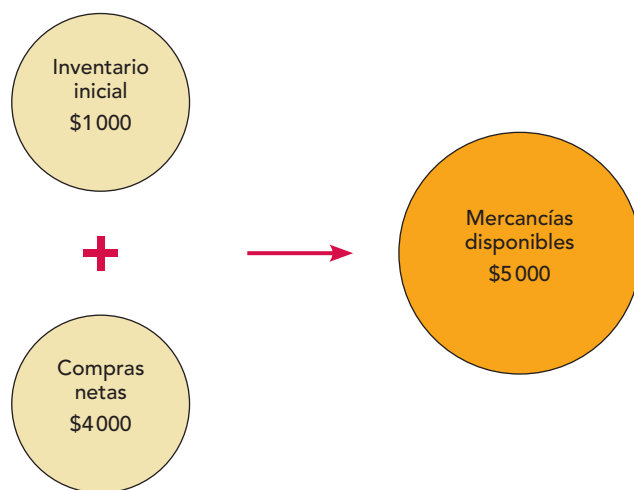 Inventario
inicial
$1 000
+
Compras
netas
$4 000
Mercancías
disponibles
$5 000